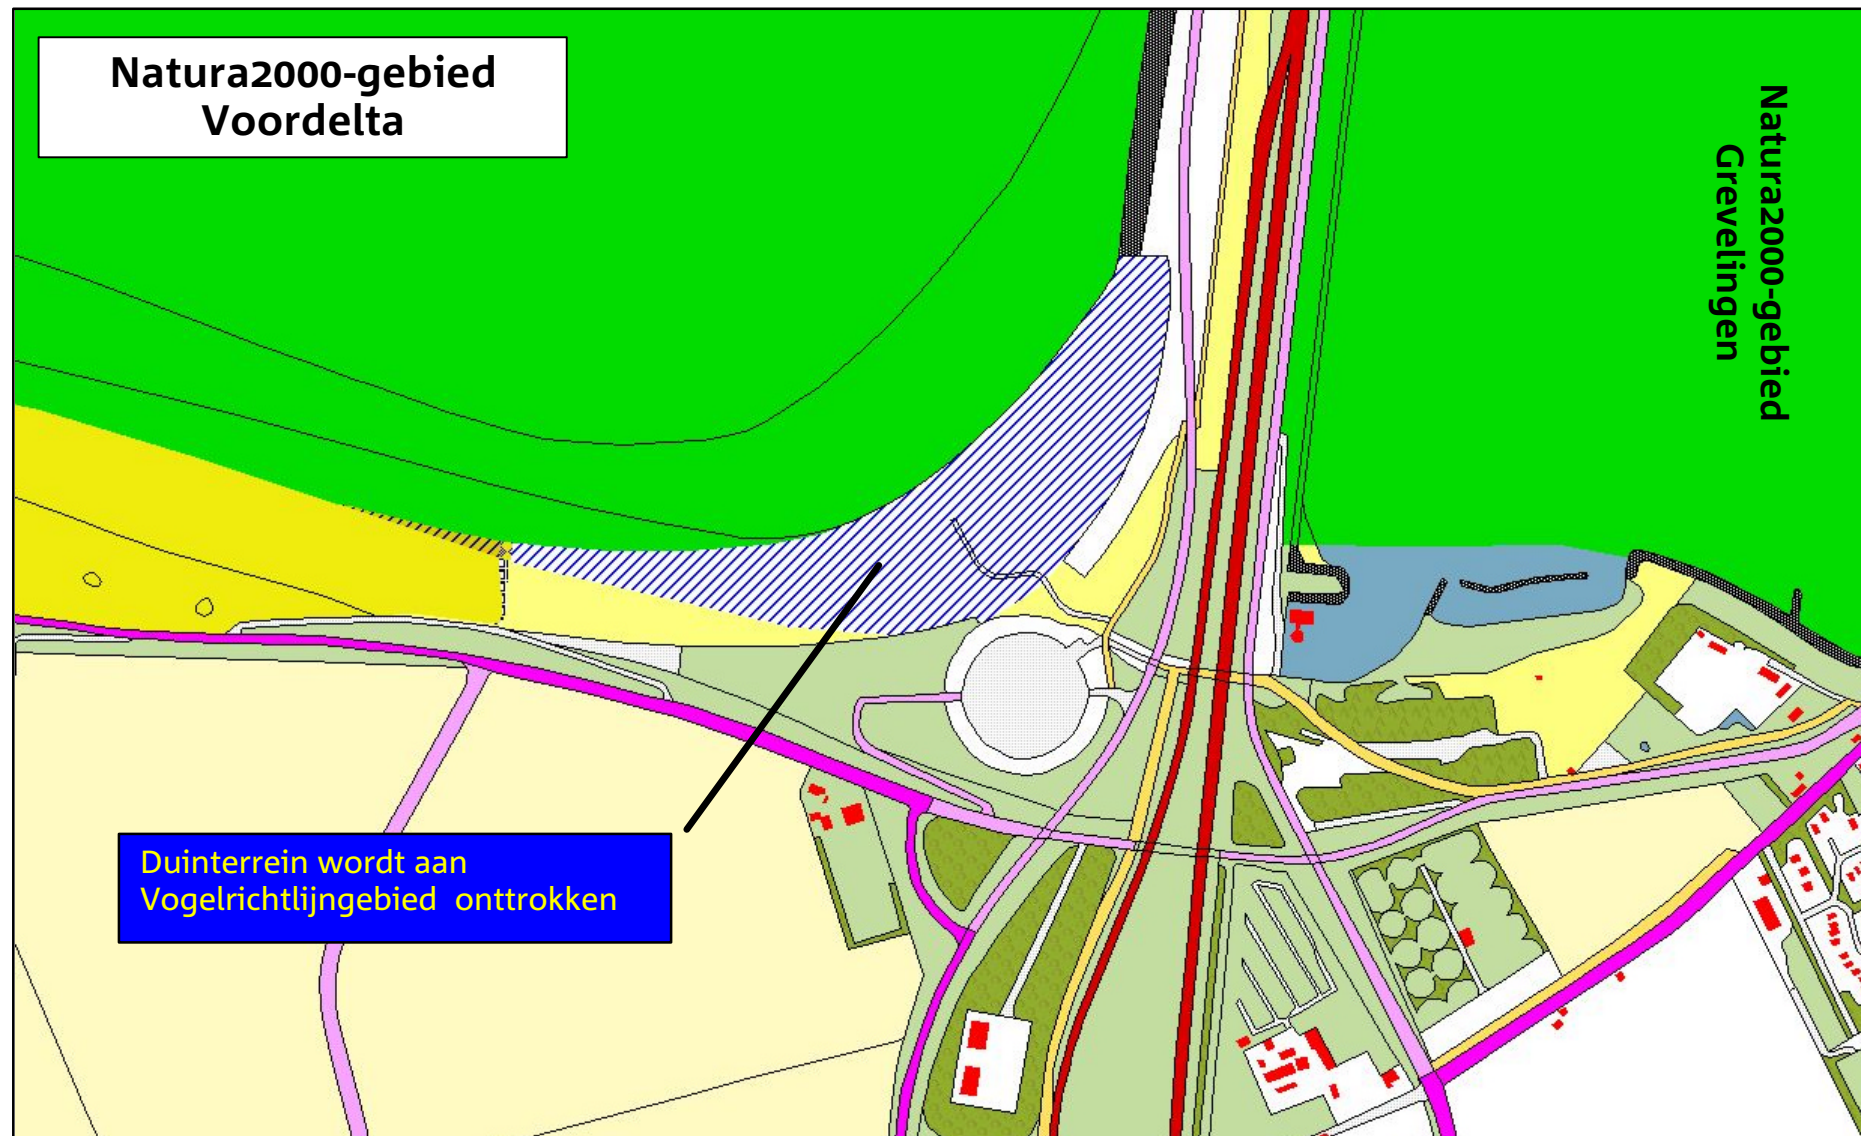 Natura2000-gebied
Voordelta
Natura2000-gebied
Grevelingen
Duinterrein wordt aan
Vogelrichtlijngebied onttrokken